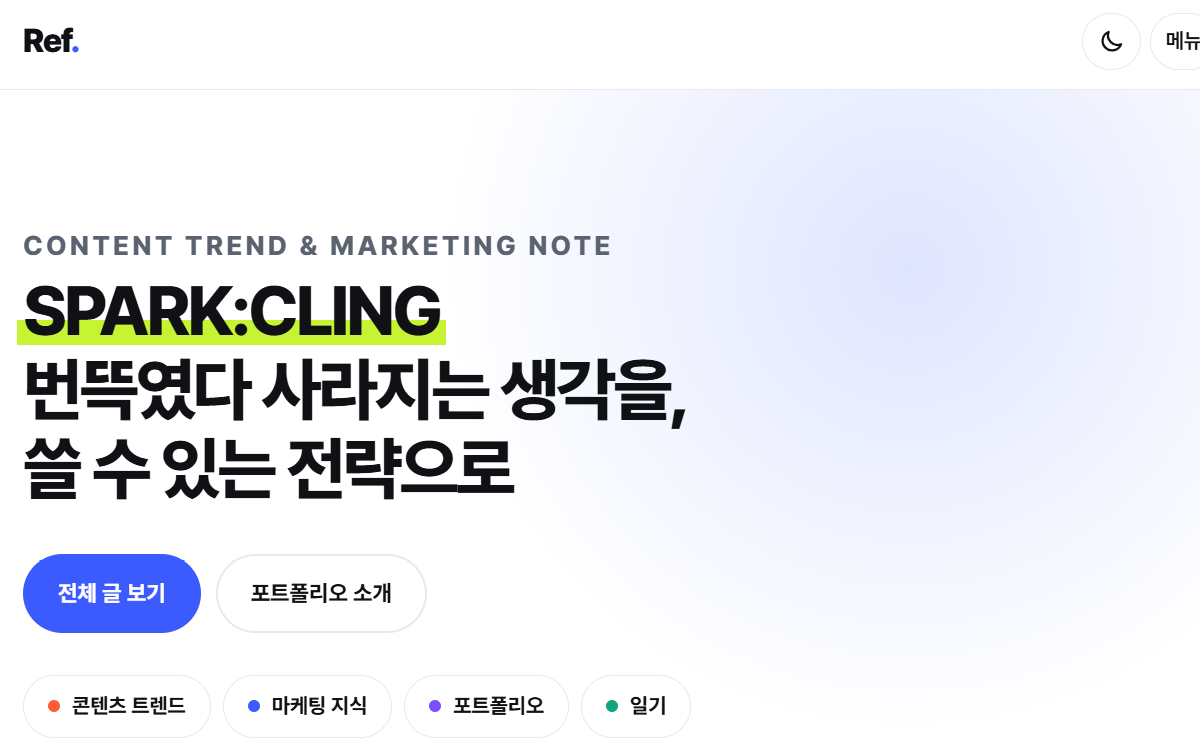 Ref.
메뉴
CONTENT TREND & MARKETING NOTE
SPARK:CLING
번뜩였다 사라지는 생각을,
쓸 수 있는 전략으로
전체 글 보기
포트폴리오 소개
콘텐츠 트렌드
마케팅 지식
포트폴리오
일기